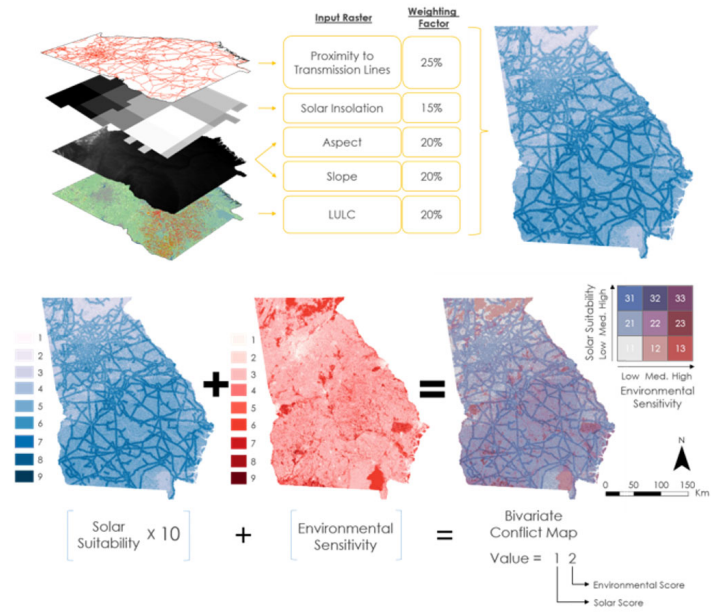 Input Raster
Weighting
Factor
Proximity to
Transmission Lines
25%
Solar Insolation
15%
Aspect
20%
Slope
20%
LULC
20%
1
2
3
4
5
6
7
8
9
+
1
2
3
4
5
6
7
8
9
=
Solar Suitability
Low Med. High
31 32 33
21 22 23
11 12 13
Low Med. High
Environmental
Sensitivity
N
0 50 100 150
Km
Solar
Suitability x 10
+
Environmental
Sensitivity
=
Bivariate
Conflict Map
Value = 1 2
Environmental Score
Solar Score